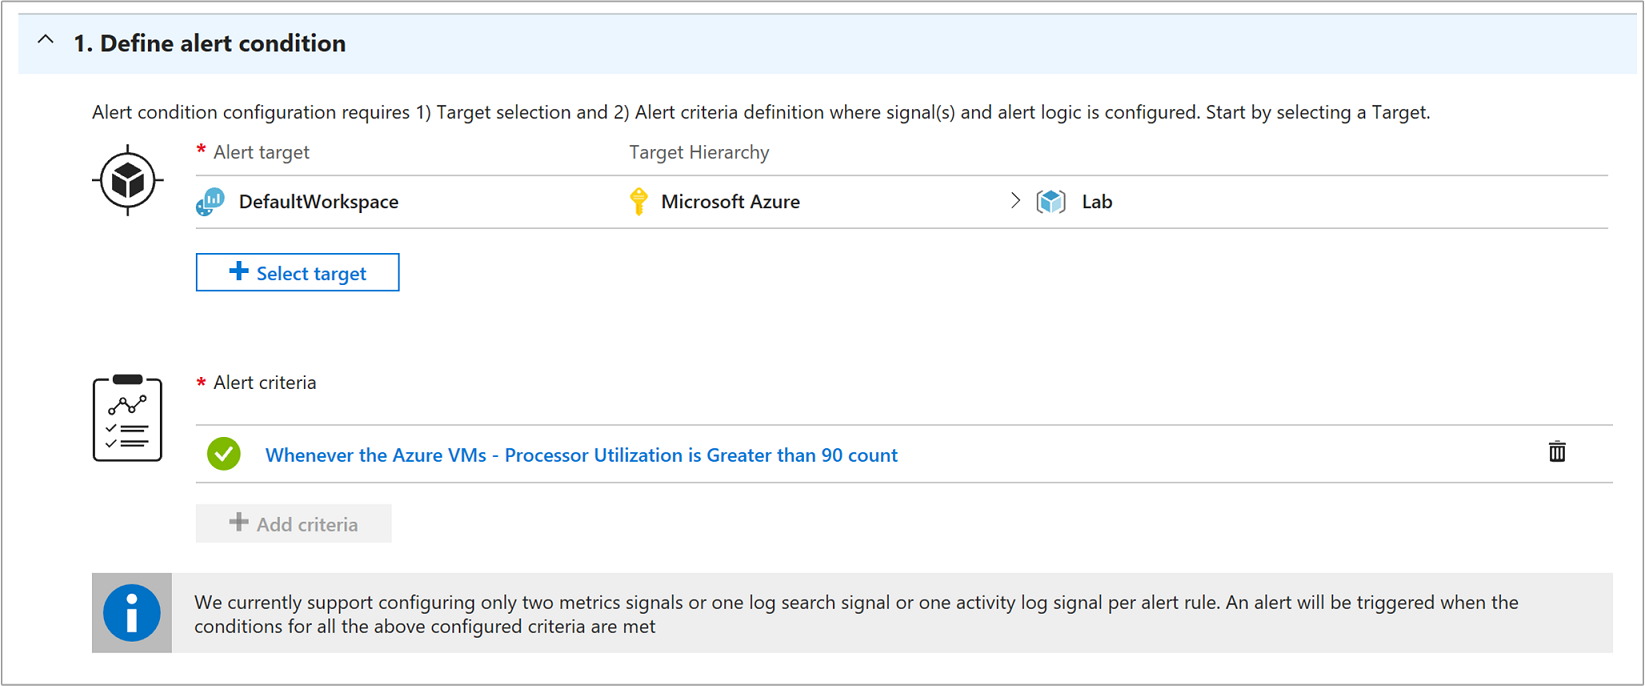 1. Define alert condition
Alert condition configuration requires 1) Target selection and 2) Alert criteria definition where signal(s) and alert logic is configured. Start by selecting a Target.
* Alert target Target Hierarchy
DefaultWorkspace Microsoft Azure > Lab
+ Select target
* Alert criteria
Whenever the Azure VMs - Processor Utilization is Greater than 90 count
+ Add criteria
We currently support configuring only two metrics signals or one log search signal or one activity log signal per alert rule. An alert will be triggered when the
conditions for all the above configured criteria are met